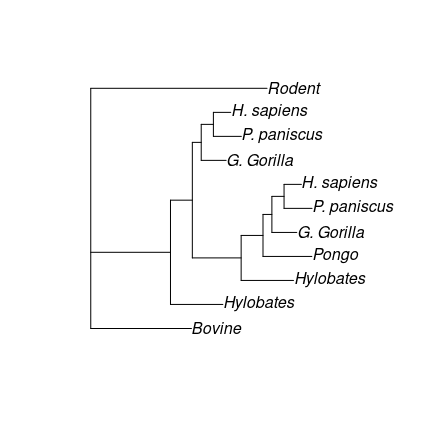 Rodent
H. sapiens
P. paniscus
G. Gorilla
H. sapiens
P. paniscus
G. Gorilla
Pongo
Hylobates
Hylobates
Bovine